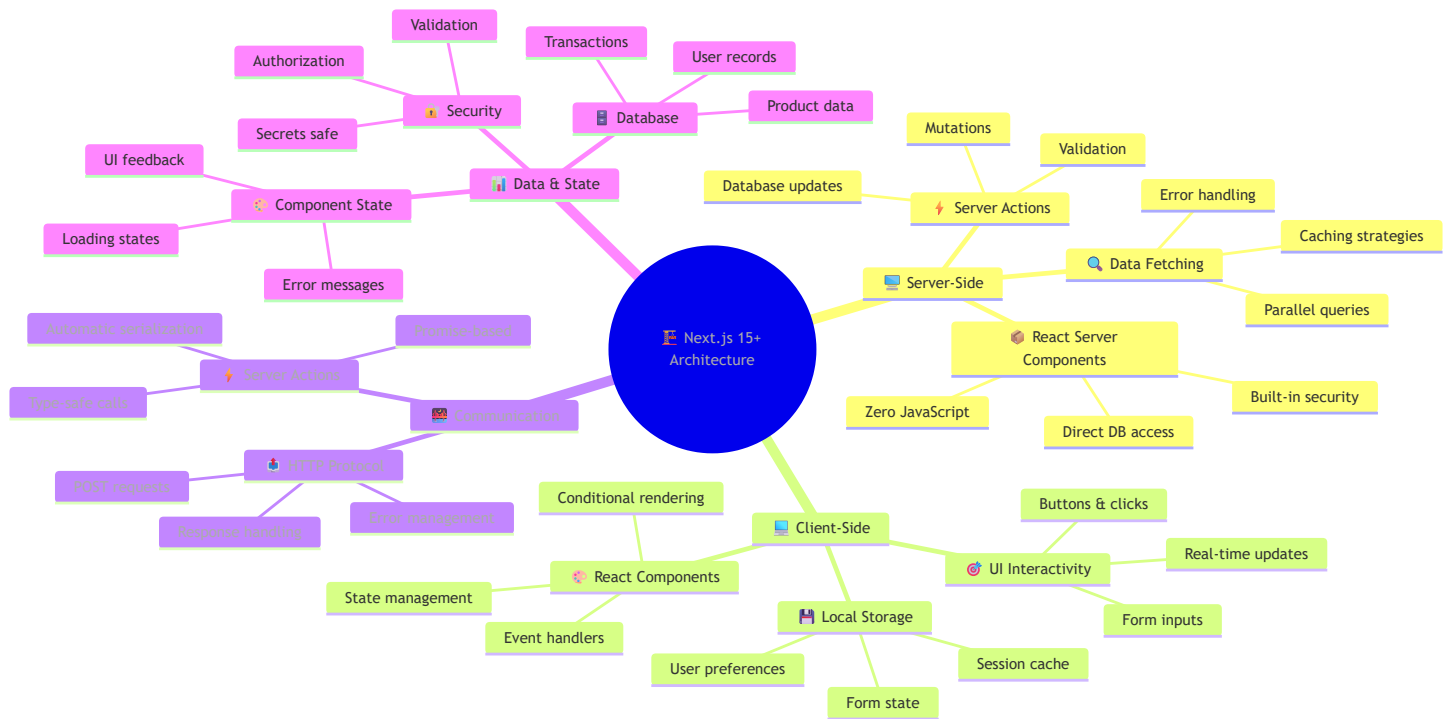 🏗️ Next.js 15+
Architecture
🖥️ Server-Side
⚡ Server Actions
Database updates
Mutations
Validation
🔍 Data Fetching
Error handling
Caching strategies
Parallel queries
📦 React Server
Components
Zero JavaScript
Direct DB access
Built-in security
💻 Client-Side
🎨 React Components
Conditional rendering
State management
Event handlers
💾 Local Storage
User preferences
Form state
Session cache
🎯 UI Interactivity
Buttons & clicks
Real-time updates
Form inputs
🌉 Communication
⚡ Server Actions
Automatic serialization
Promise-based
Type-safe calls
📤 HTTP Protocol
POST requests
Response handling
Error management
📊 Data & State
🗄️ Database
Transactions
User records
Product data
🔐 Security
Validation
Authorization
Secrets safe
🎨 Component State
UI feedback
Loading states
Error messages